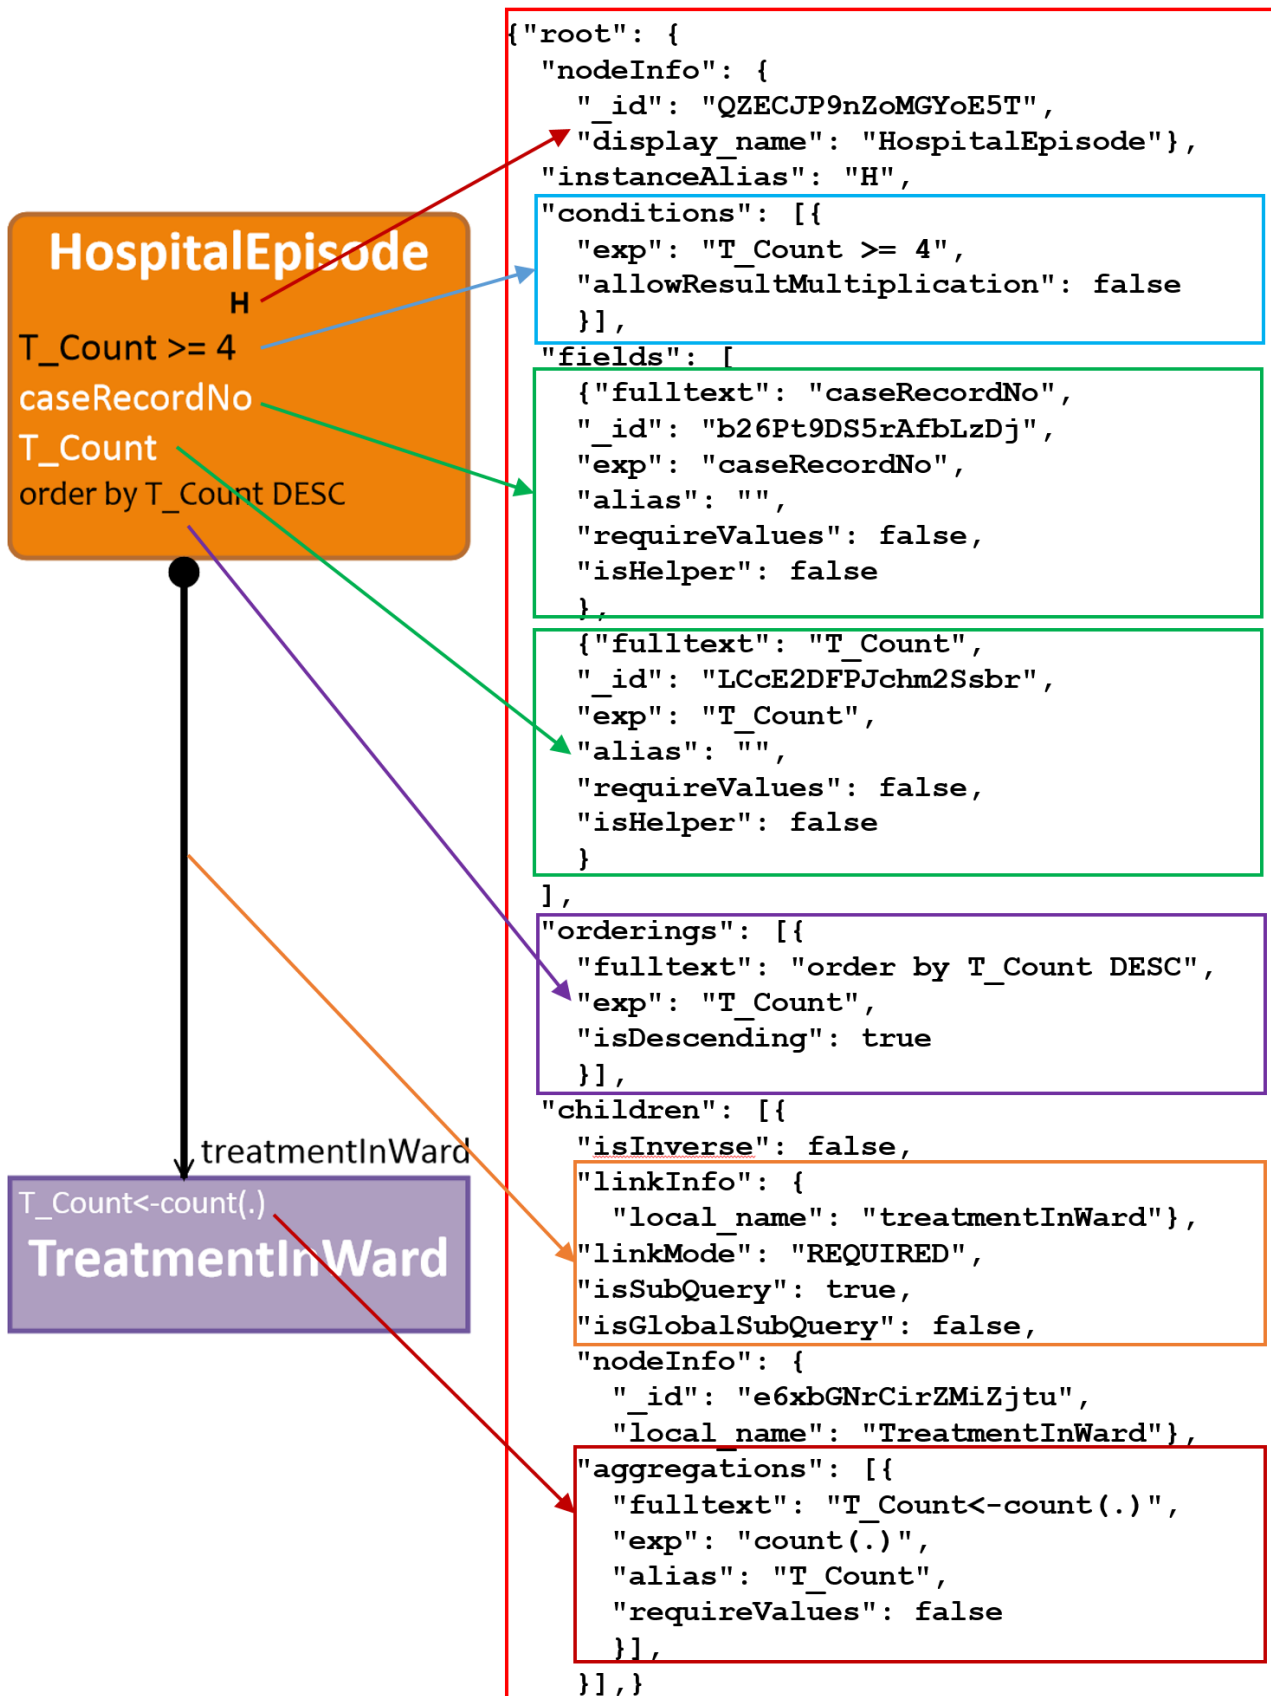 HospitalEpisode
H
T_Count >= 4
caseRecordNo
T_Count
order by T_Count DESC
treatmentInWard
T_Count<-count(.)
TreatmentInWard
{"root": {
"nodeInfo": {
"_id": "QZECJP9nZoMGYoE5T",
"display_name": "HospitalEpisode"},
"instanceAlias": "H",
"conditions": [{
"exp": "T_Count >= 4",
"allowResultMultiplication": false
}],
"fields": [
{"fulltext": "caseRecordNo",
"_id": "b26Pt9DS5rAfbLzDj",
"exp": "caseRecordNo",
"alias": "",
"requireValues": false,
"isHelper": false
},
{"fulltext": "T_Count",
"_id": "LCcE2DFPJchm2Ssbr",
"exp": "T_Count",
"alias": "",
"requireValues": false,
"isHelper": false
}
],
"orderings": [{
"fulltext": "order by T_Count DESC",
"exp": "T_Count",
"isDescending": true
}],
"children": [{
"isInverse": false,
"linkInfo": {
"local_name": "treatmentInWard"},
"linkMode": "REQUIRED",
"isSubQuery": true,
"isGlobalSubQuery": false,
"nodeInfo": {
"_id": "e6xbGNrCirZMiZjtu",
"local_name": "TreatmentInWard"},
"aggregations": [{
"fulltext": "T_Count<-count(.)",
"exp": "count(.)",
"alias": "T_Count",
"requireValues": false
}],
}],}